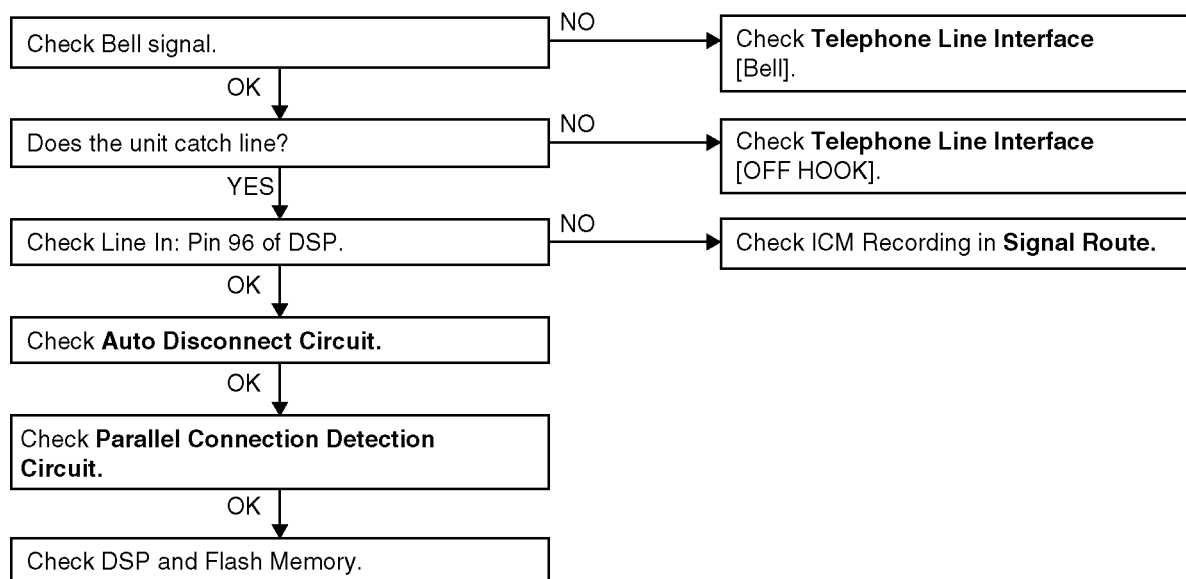 Check Bell signal.
NO
Check Telephone Line Interface
[Bell].
OK
Does the unit catch line?
NO
Check Telephone Line Interface
[OFF HOOK].
YES
Check Line In: Pin 96 of DSP.
NO
Check ICM Recording in Signal Route.
OK
Check Auto Disconnect Circuit.
OK
Check Parallel Connection Detection
Circuit.
OK
Check DSP and Flash Memory.